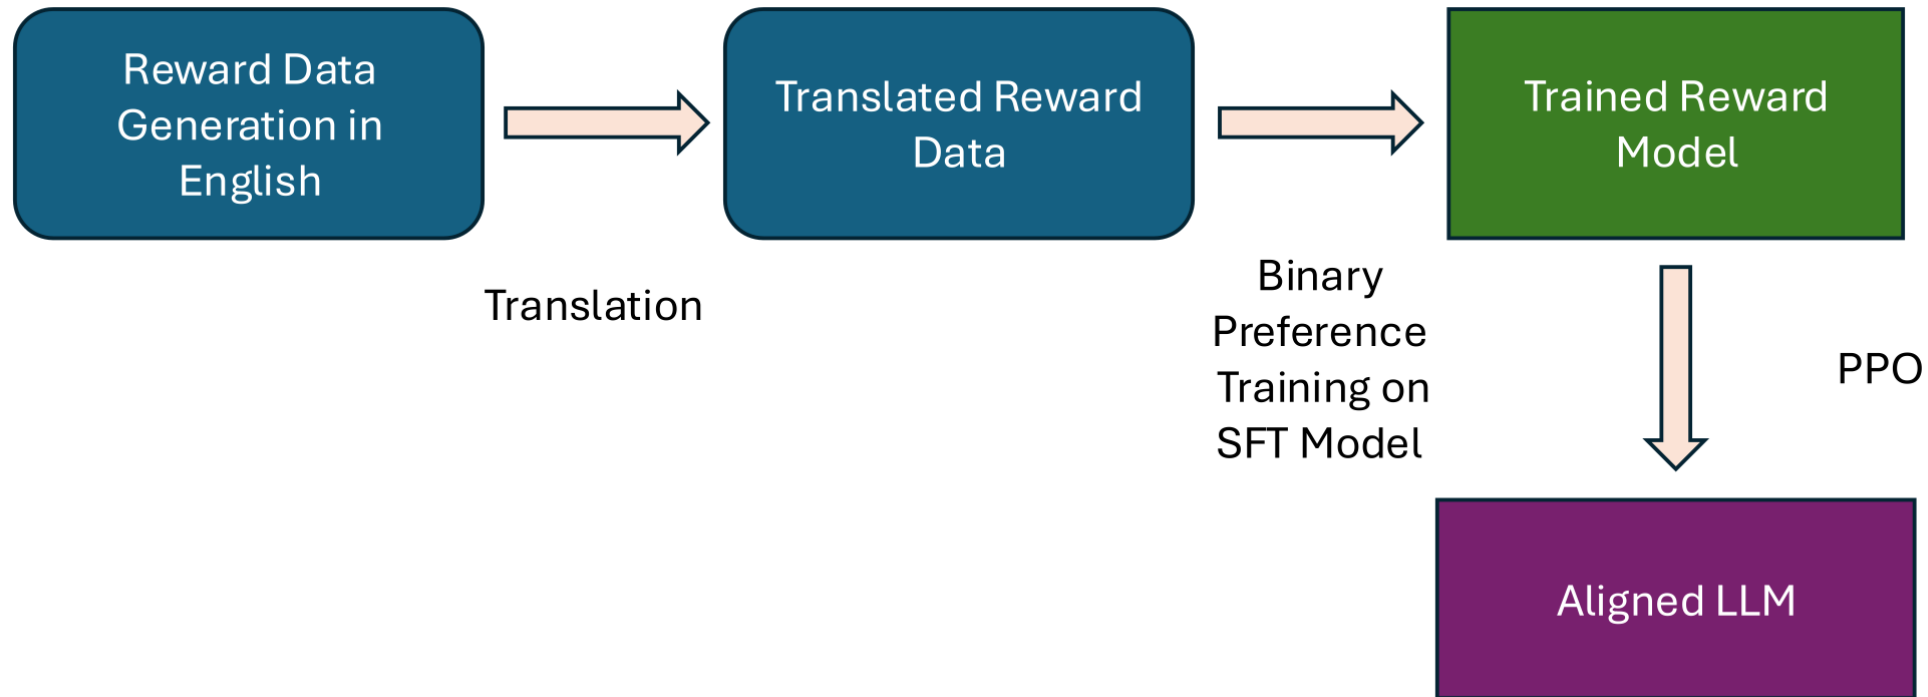 Reward Data
Generation in
English
Translated Reward
Data
Trained Reward
Model
Translation
Binary
Preference
Training on
SFT Model
PPO
Aligned LLM